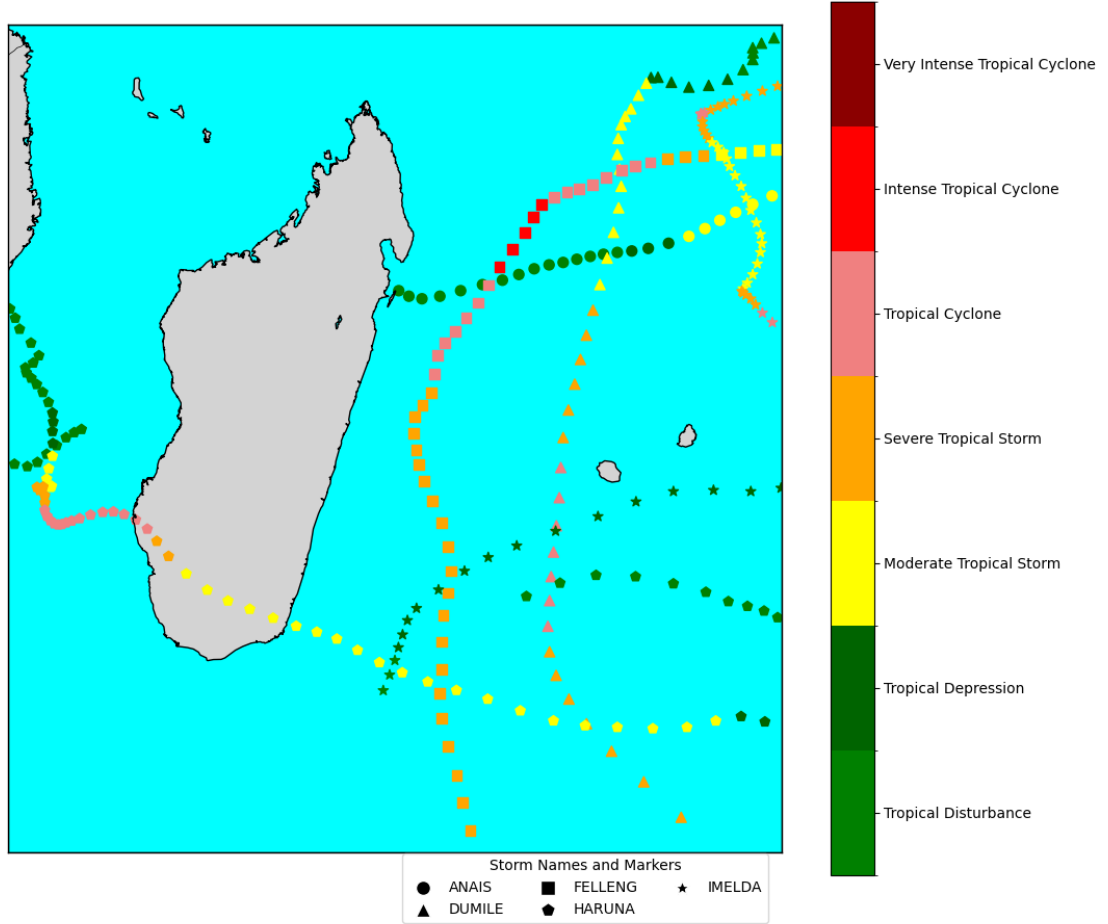 Very Intense Tropical Cyclone
Intense Tropical Cyclone
Tropical Cyclone
Severe Tropical Storm
Moderate Tropical Storm
Tropical Depression
Tropical Disturbance
Storm Names and Markers
ANAIS FELLENG IMELDA
DUMILE HARUNA